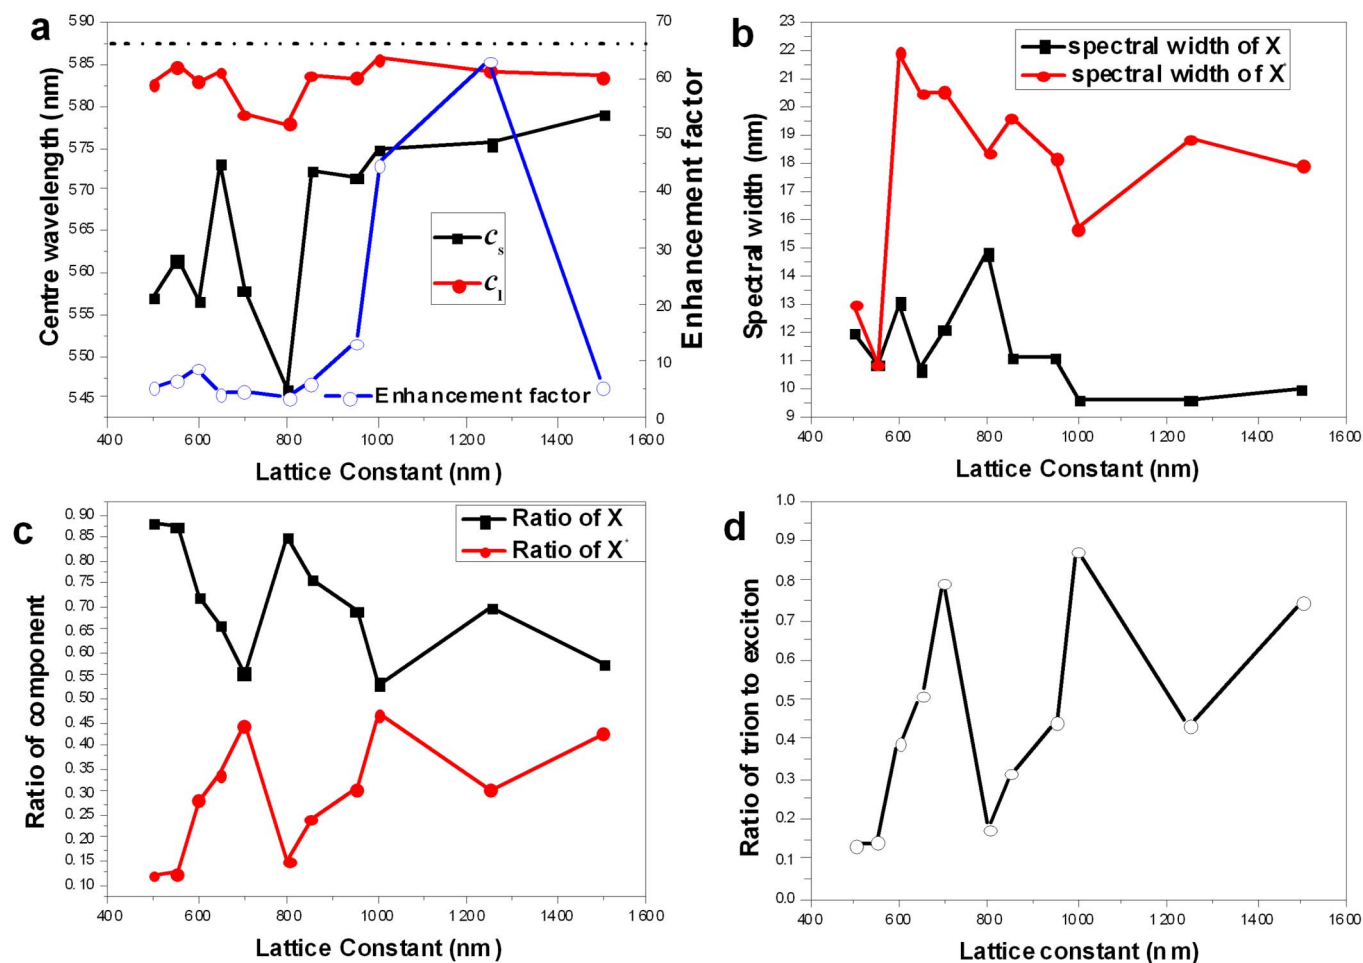 a
590
585
580
575
570
565
560
555
550
545
Centre wavelength (nm)
70
60
50
40
30
20
10
0
Enhancement factor
c_s
c_l
Enhancement factor
400 600 800 1000 1200 1400 1600
Lattice Constant (nm)
b
23
22
21
20
19
18
17
16
15
14
13
12
11
10
9
Spectral width (nm)
spectral width of X
spectral width of X-
400 600 800 1000 1200 1400 1600
Lattice Constant (nm)
c
0.90
0.85
0.80
0.75
0.70
0.65
0.60
0.55
0.50
0.45
0.40
0.35
0.30
0.25
0.20
0.15
0.10
Ratio of component
Ratio of X
Ratio of X-
400 600 800 1000 1200 1400 1600
Lattice Constant (nm)
d
1.0
0.9
0.8
0.7
0.6
0.5
0.4
0.3
0.2
0.1
0.0
Ratio of trion to exciton
400 600 800 1000 1200 1400 1600
Lattice constant (nm)